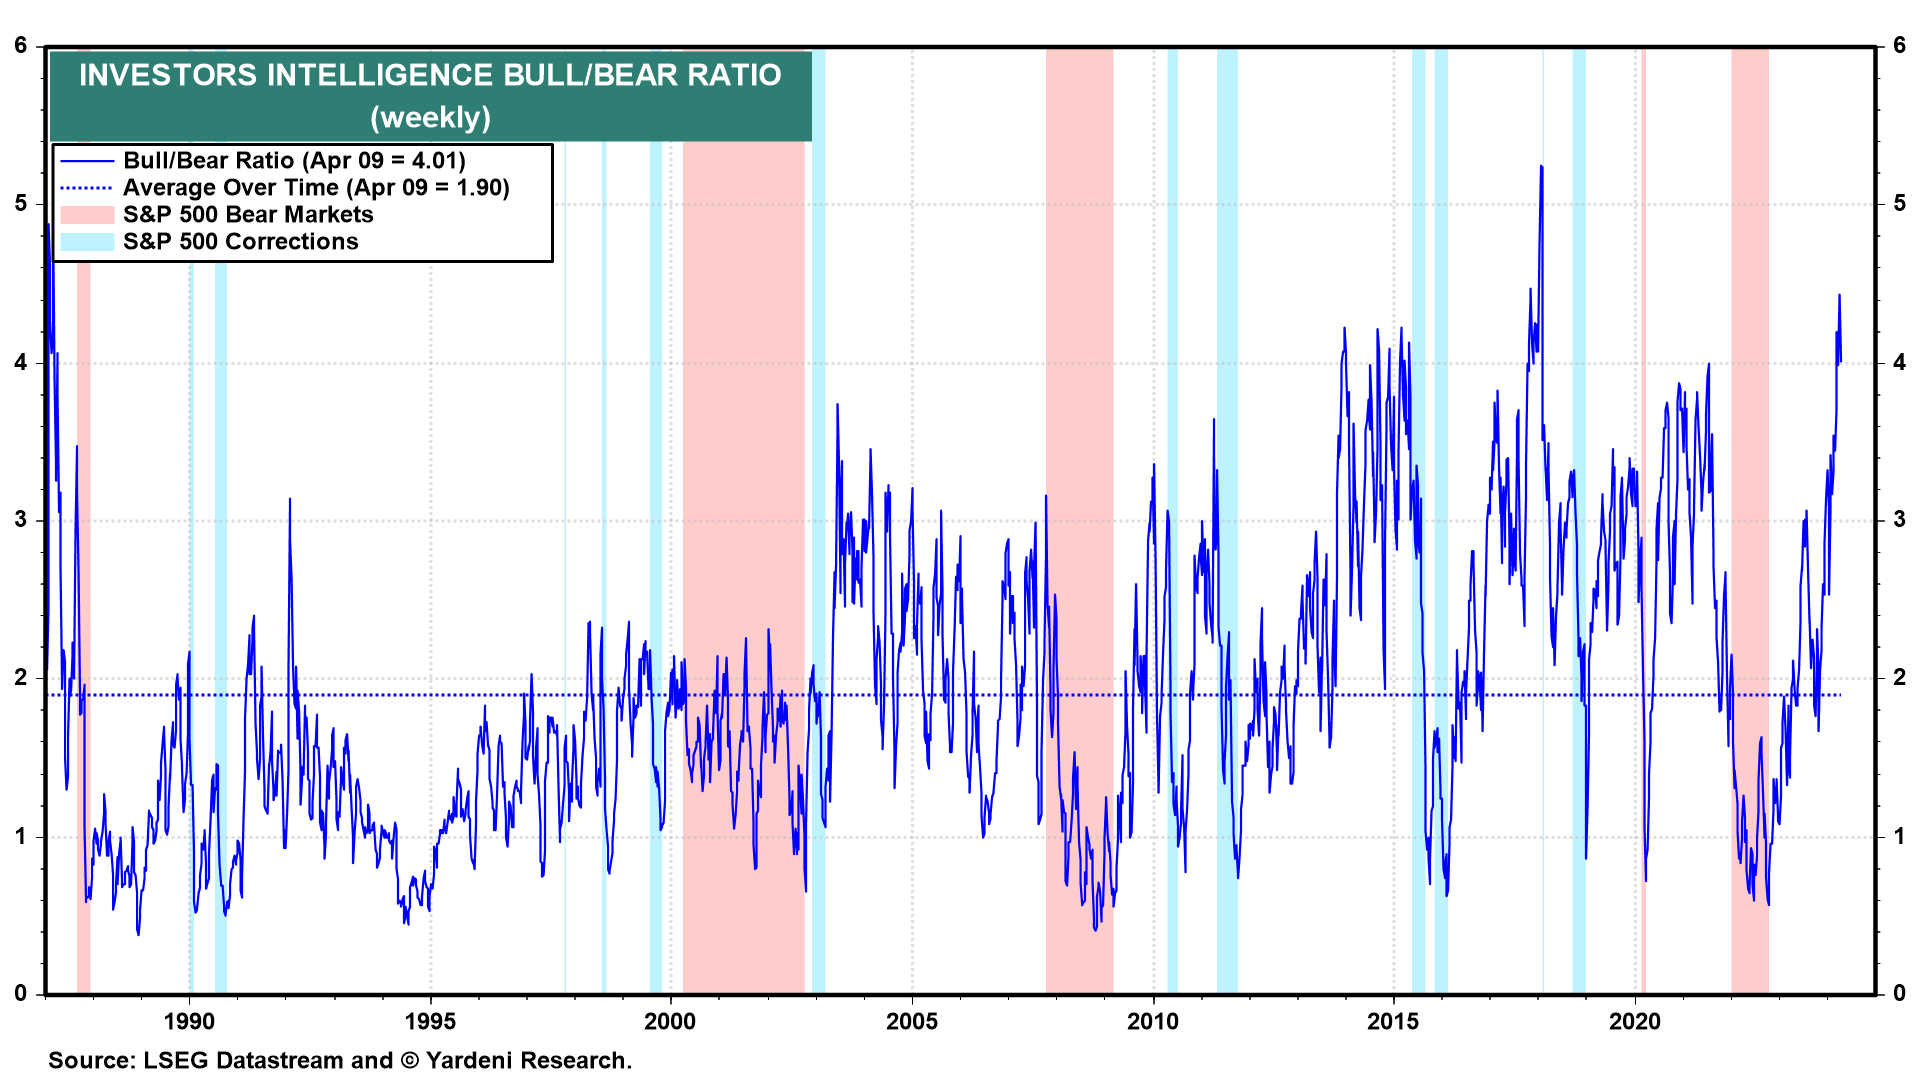 INVESTORS INTELLIGENCE BULL/BEAR RATIO
(weekly)
Bull/Bear Ratio (Apr 09 = 4.01)
Average Over Time (Apr 09 = 1.90)
S&P 500 Bear Markets
S&P 500 Corrections
6 6
5 5
4 4
3 3
2 2
1 1
0 0
1990 1995 2000 2005 2010 2015 2020
Source: LSEG Datastream and © Yardeni Research.